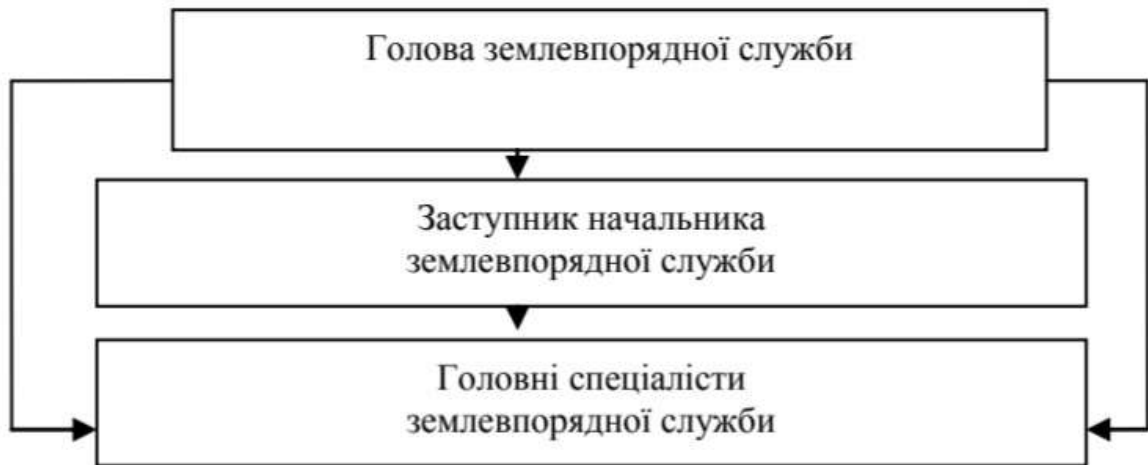 Голова землевпорядної служби
Заступник начальника
землевпорядної служби
Головні спеціалісти
землевпорядної служби